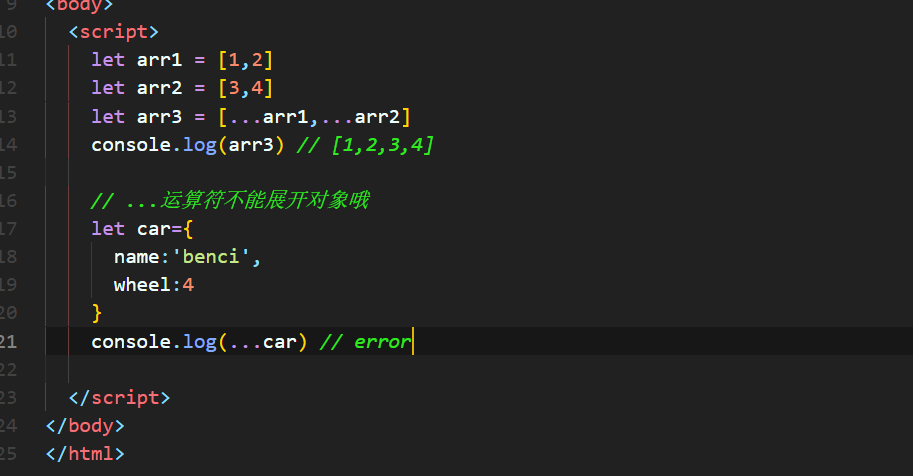 9 <body>
10 <script>
11 let arr1 = [1,2]
12 let arr2 = [3,4]
13 let arr3 = [...arr1,...arr2]
14 console.log(arr3) // [1,2,3,4]
15
16 // ...运算符不能展开对象哦
17 let car={
18 name:'benci',
19 wheel:4
20 }
21 console.log(...car) // error
22
23 </script>
24 </body>
25 </html>